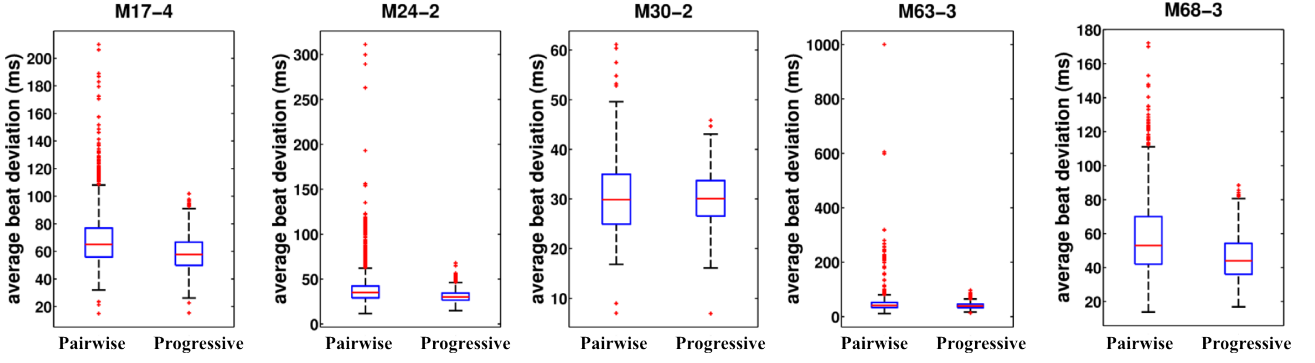 M17-4
average beat deviation (ms)
200
180
160
140
120
100
80
60
40
20
Pairwise Progressive
M24-2
average beat deviation (ms)
300
250
200
150
100
50
0
Pairwise Progressive
M30-2
average beat deviation (ms)
60
50
40
30
20
10
Pairwise Progressive
M63-3
average beat deviation (ms)
1000
800
600
400
200
0
Pairwise Progressive
M68-3
average beat deviation (ms)
180
160
140
120
100
80
60
40
20
Pairwise Progressive